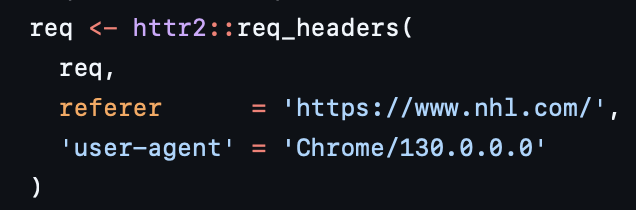 req <- httr2::req_headers(
  req,
  referer      = 'https://www.nhl.com/',
  'user-agent' = 'Chrome/130.0.0.0'
)